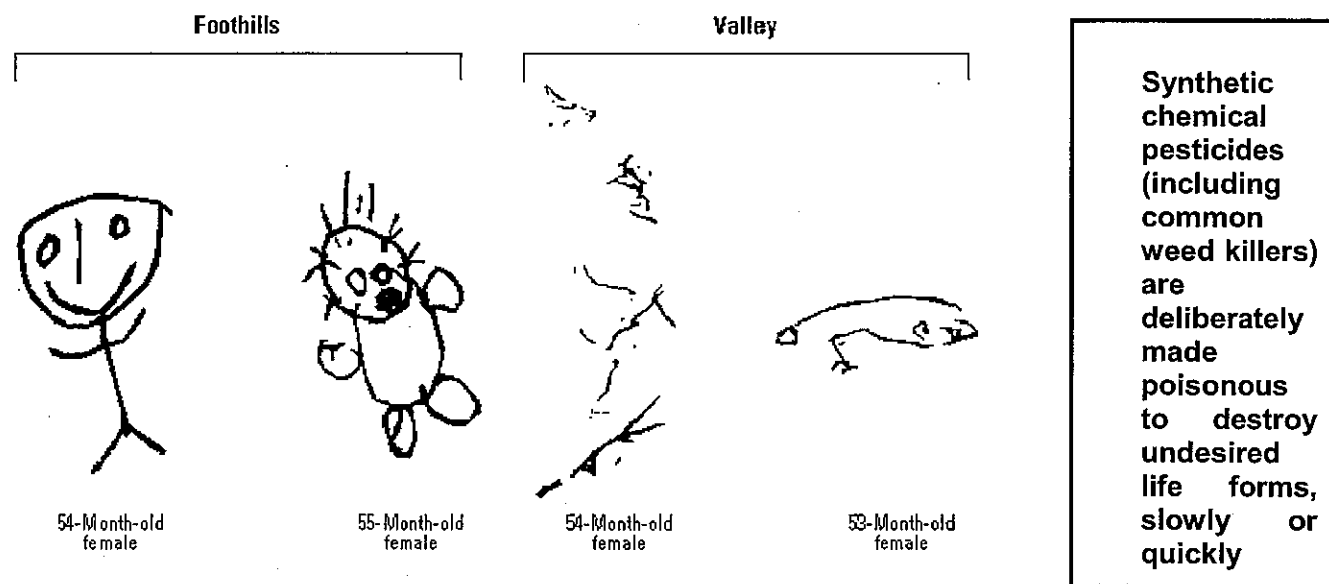 Foothills
Valley
54-Month-old
female
55-Month-old
female
54-Month-old
female
53-Month-old
female
Synthetic
chemical
pesticides
(including
common
weed killers)
are
deliberately
made
poisonous
to destroy
undesired
life forms,
slowly or
quickly